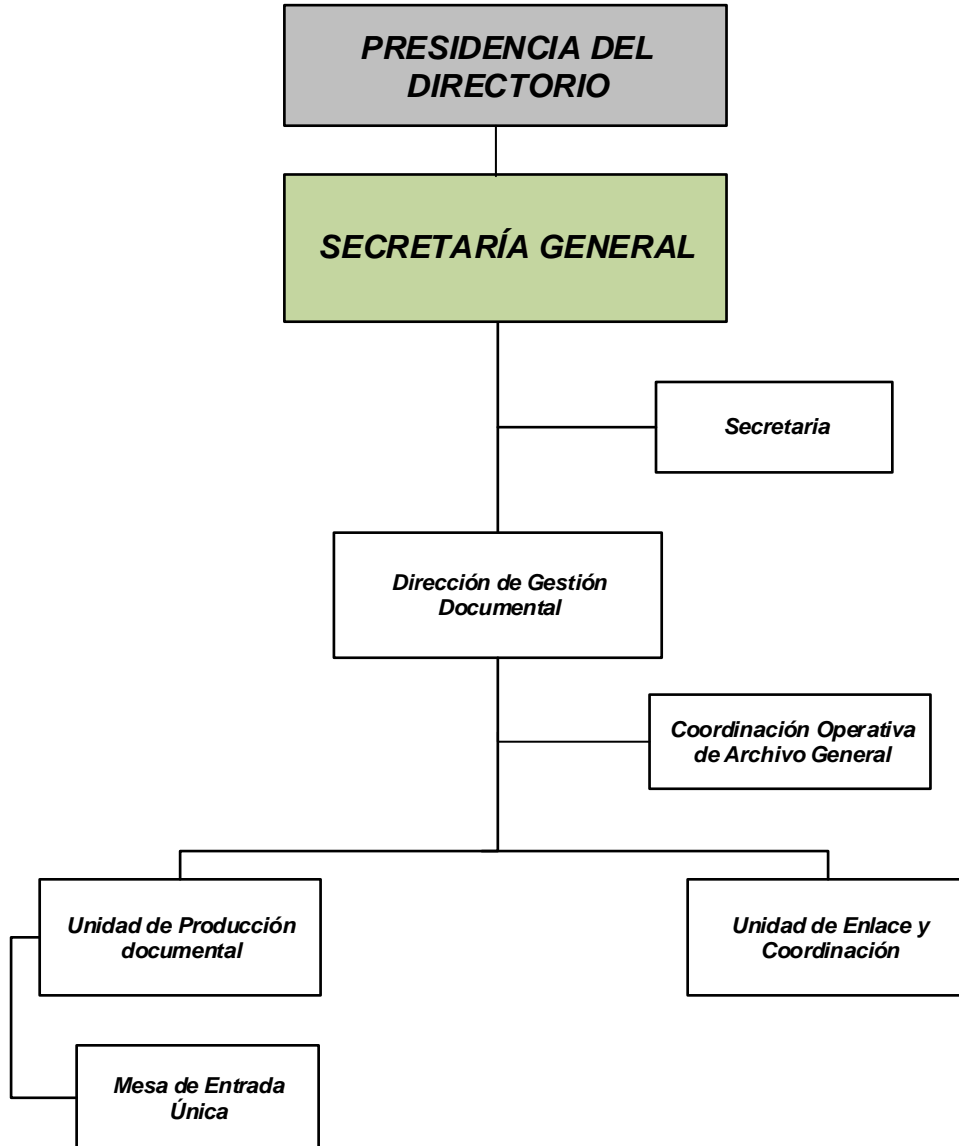 PRESIDENCIA DEL
DIRECTORIO
SECRETARÍA GENERAL
Secretaria
Dirección de Gestión
Documental
Coordinación Operativa
de Archivo General
Unidad de Producción
documental
Unidad de Enlace y
Coordinación
Mesa de Entrada
Única